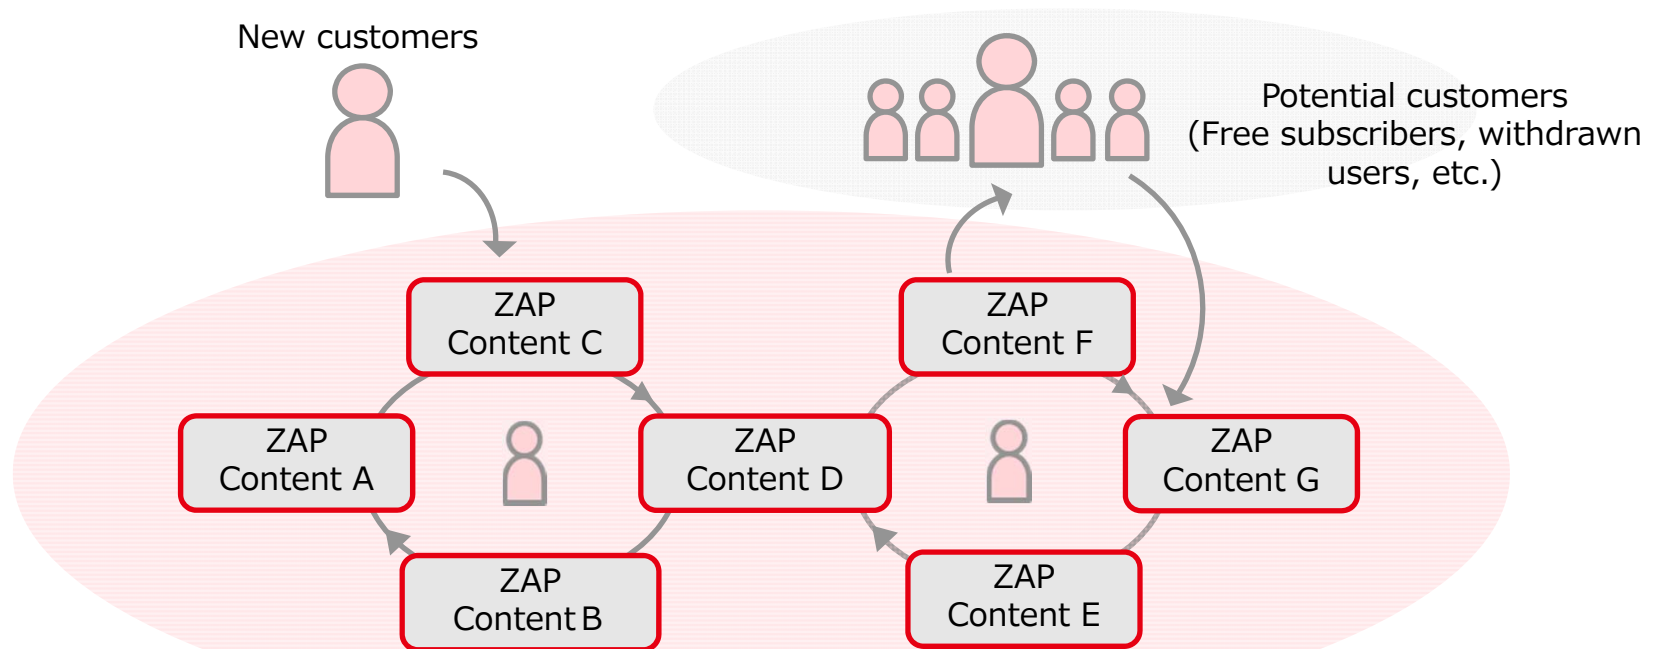 New customers
Potential customers
(Free subscribers, withdrawn
users, etc.)
ZAP
Content C
ZAP
Content F
ZAP
Content A
ZAP
Content D
ZAP
Content G
ZAP
Content B
ZAP
Content E